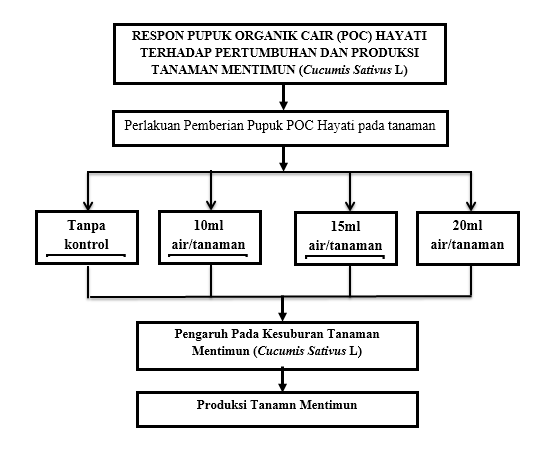 RESPON PUPUK ORGANIK CAIR (POC) HAYATI
TERHADAP PERTUMBUHAN DAN PRODUKSI
TANAMAN MENTIMUN (Cucumis Sativus L)
Perlakuan Pemberian Pupuk POC Hayati pada tanaman
Tanpa
kontrol
10ml
air/tanaman
15ml
air/tanaman
20ml
air/tanaman
Pengaruh Pada Kesuburan Tanaman
Mentimun (Cucumis Sativus L)
Produksi Tanamn Mentimun